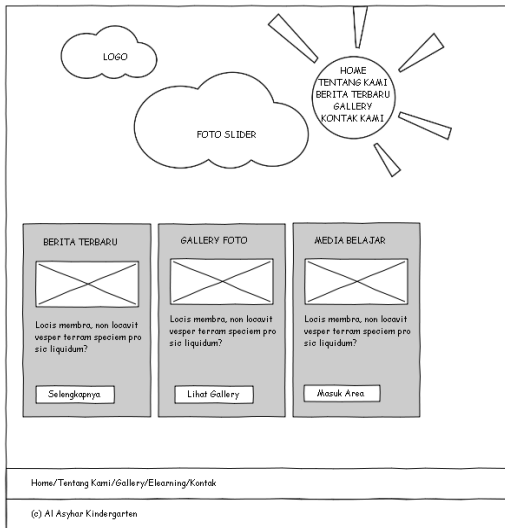 LOGO
HOME
TENTANG KAMI
BERITA TERBARU
GALLERY
KONTAK KAMI
FOTO SLIDER
BERITA TERBARU
Locis membra, non locavit
vesper terram speciem pro
sic liquidum?
Selengkapnya
GALLERY FOTO
Locis membra, non locavit
vesper terram speciem pro
sic liquidum?
Lihat Gallery
MEDIA BELAJAR
Locis membra, non locavit
vesper terram speciem pro
sic liquidum?
Masuk Area
Home/Tentang Kami/Gallery/Elearning/Kontak
(c) Al Asyhar Kindergarten